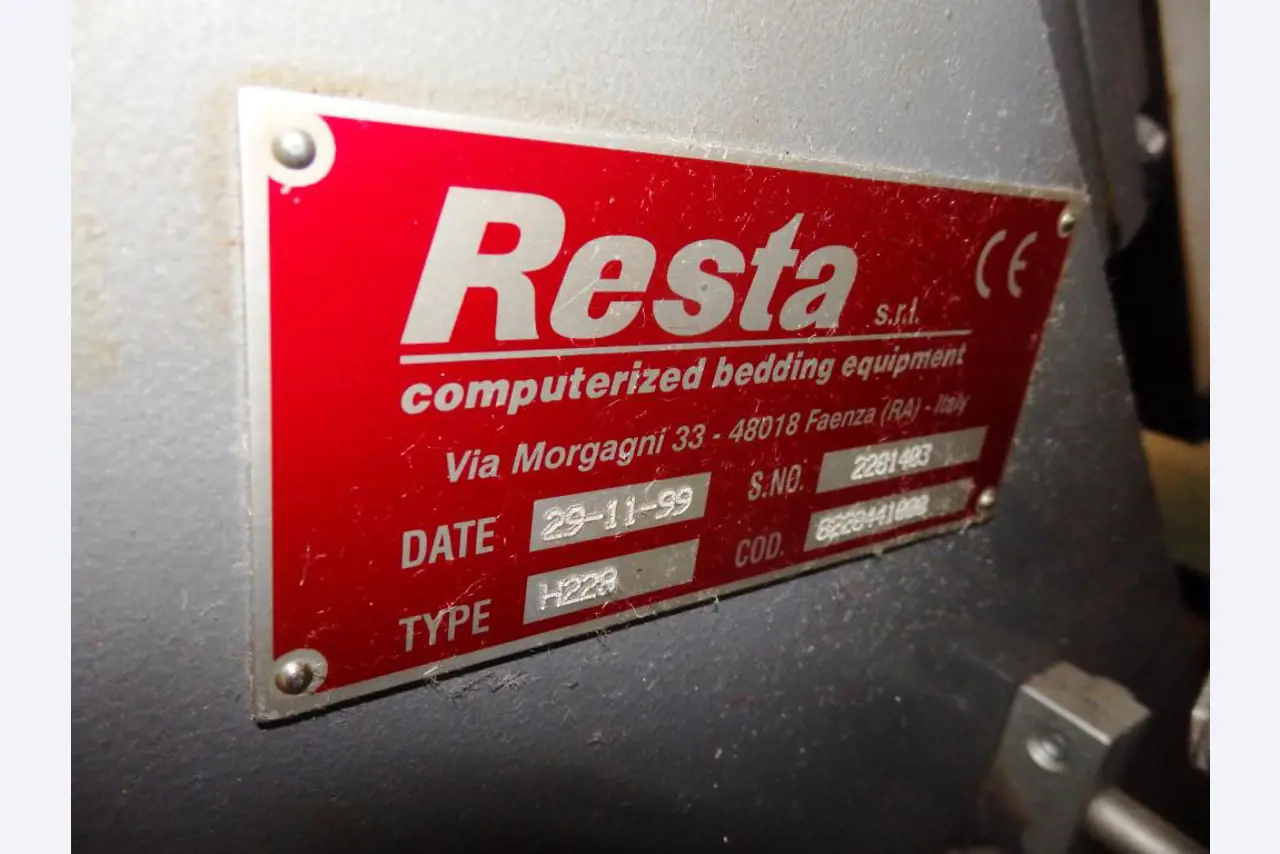 Resta s.r.l.
CE
computerized bedding equipment
Via Morgagni 33 - 48018 Faenza (RA) - Italy
DATE 29-11-99 S.NO. 2281403
TYPE H228 COD.